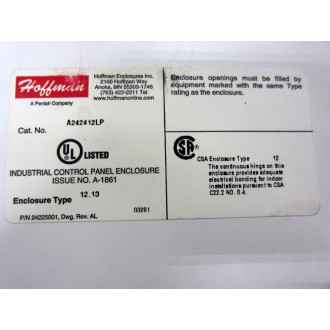 Hoffman
A Pentair Company
Hoffman Enclosures Inc.
2100 Hoffman Way
Anoka, MN 55303-1745
(763) 422-2211 Tel
www.hoffmanonline.com
Cat. No. A242412LP
UL LISTED
INDUSTRIAL CONTROL PANEL ENCLOSURE
ISSUE NO. A-1861
Enclosure Type 12,13
03281
P/N 24225001, Dwg. Rev. AL
Enclosure openings must be filled by
equipment marked with the same Type
rating as the enclosure.
CSA Enclosure Type 12
The continuous hinge on this
enclosure provides adequate
electrical bonding for indoor
installations pursuant to CSA
C22.2 NO. 0.4.